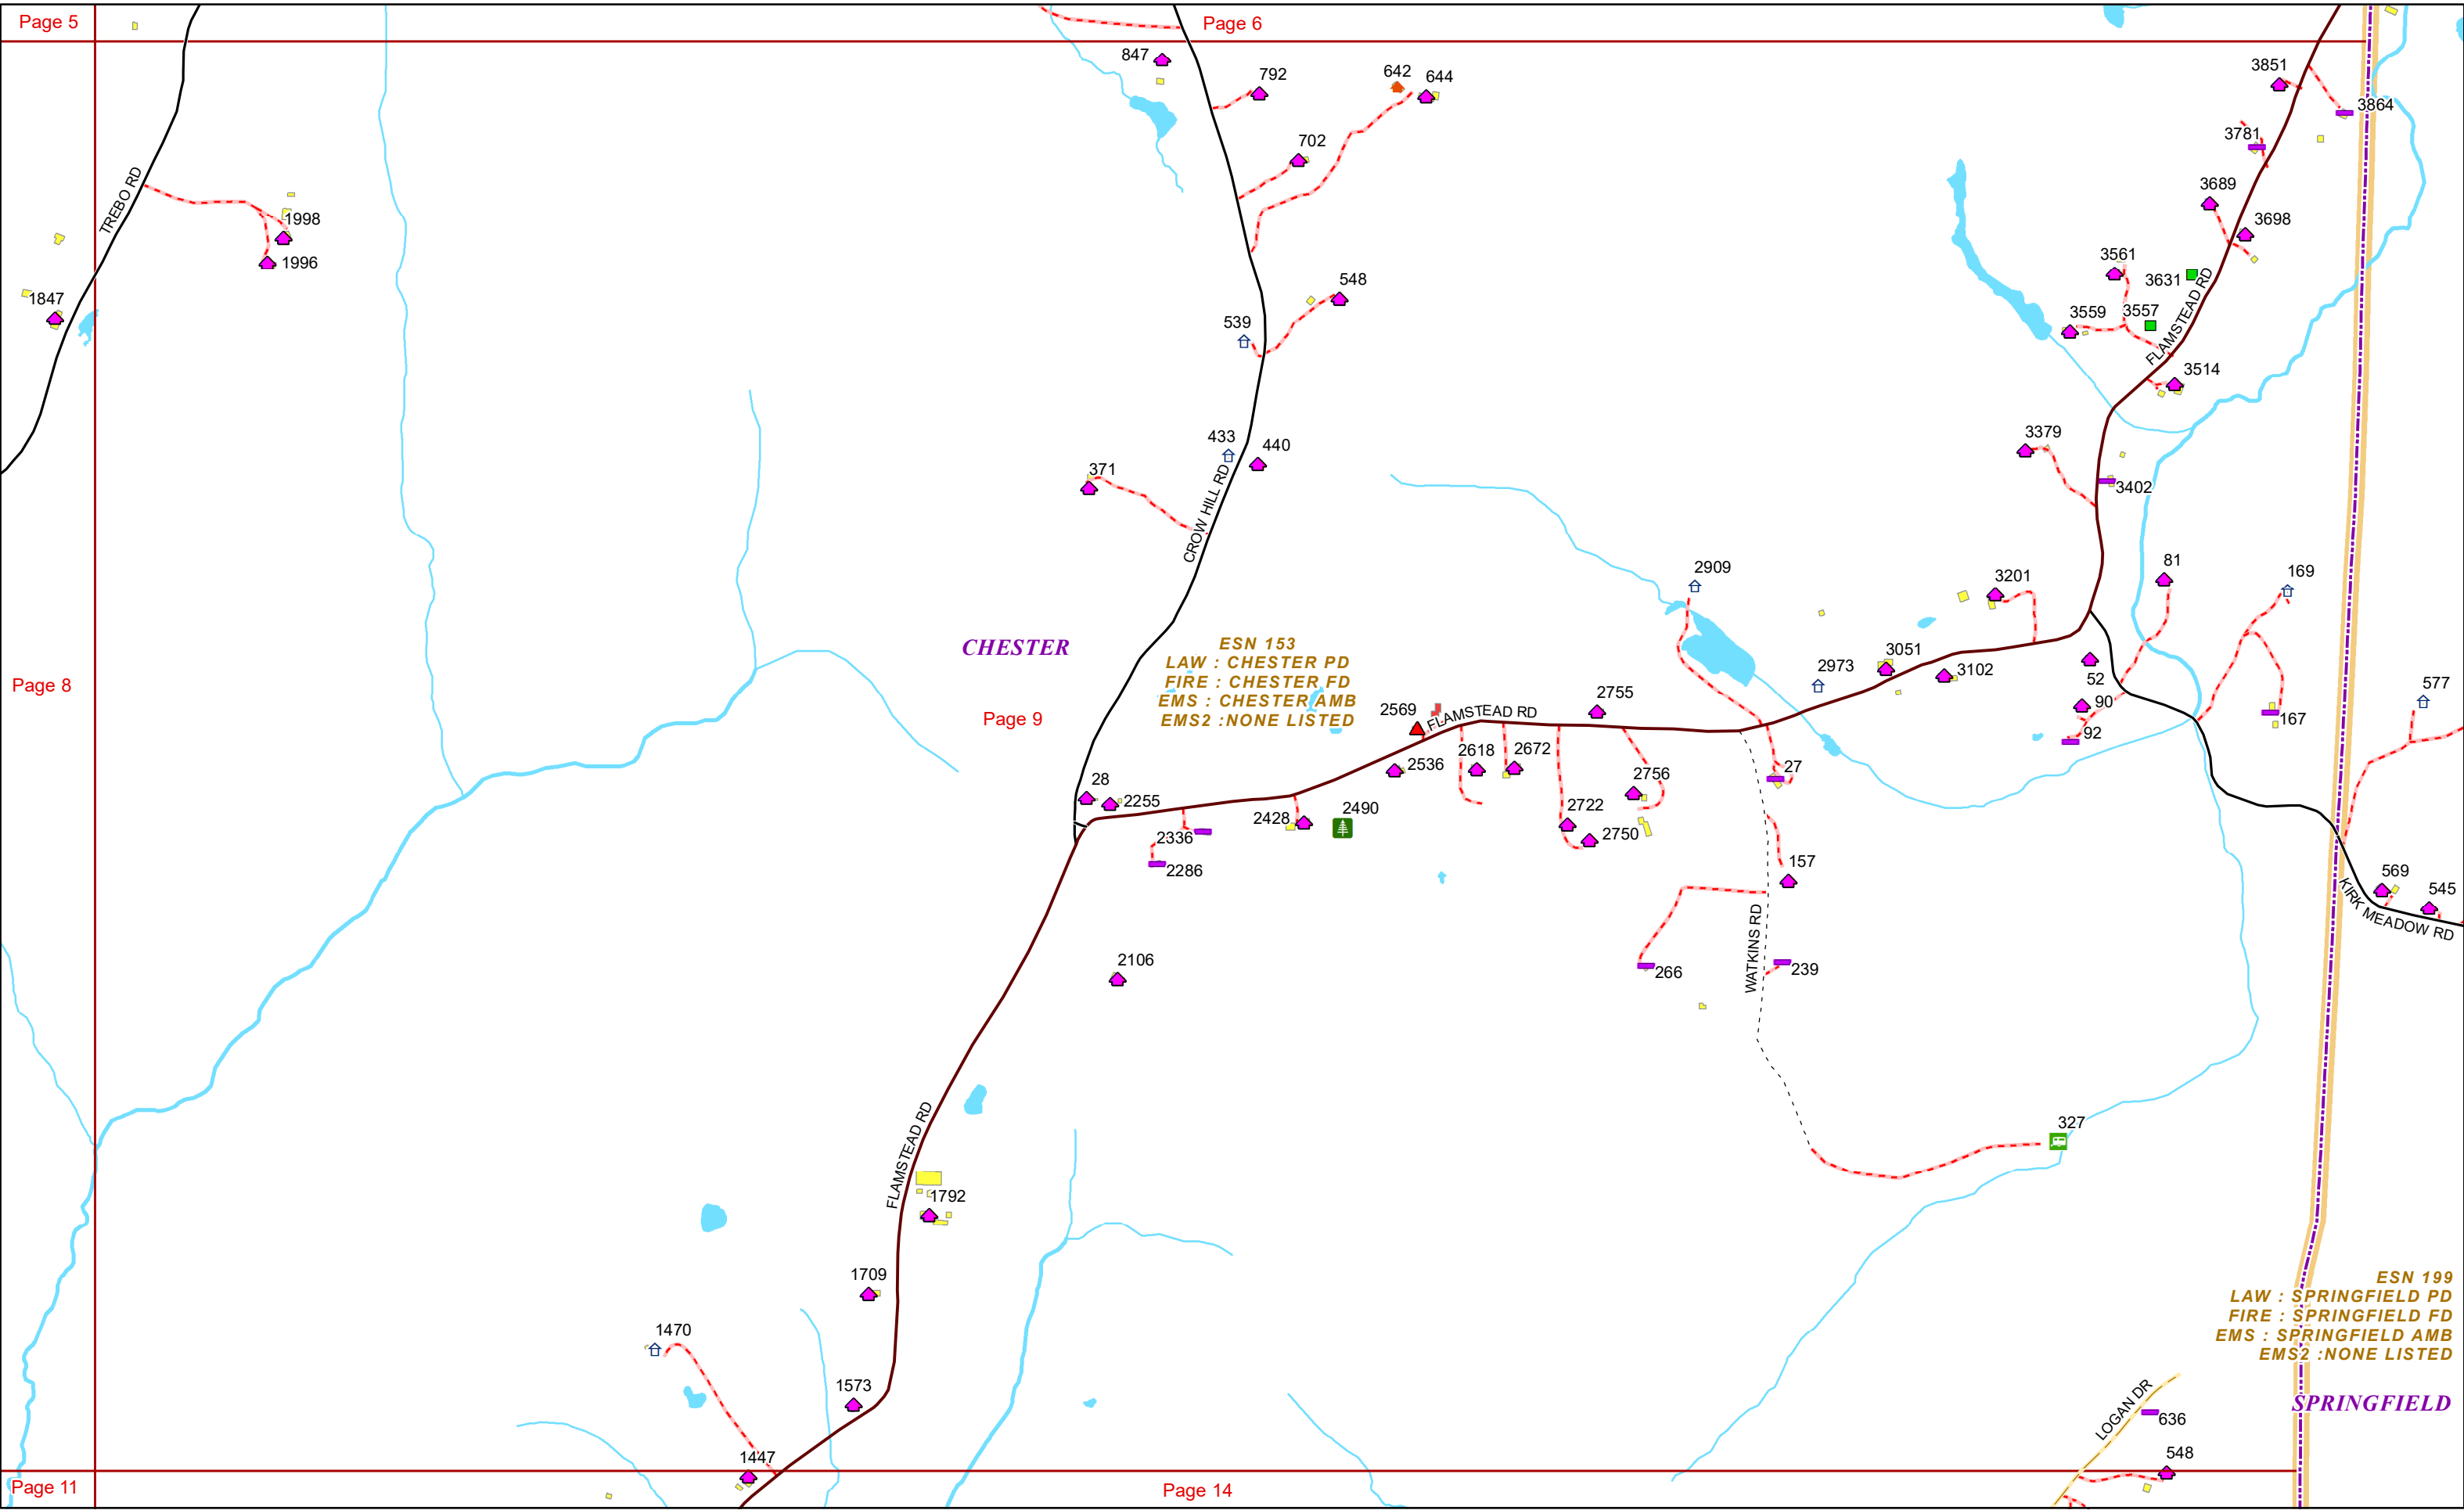 Page 5
Page 6
847
792
642
644
3851
3864
3781
702
TREBO RD
1998
1996
1847
3689
3698
3561
3631
548
539
3559
3557
FLAMSTEAD RD
3514
433
440
371
CROW HILL RD
3379
3402
2909
3201
81
169
CHESTER
ESN 153
LAW : CHESTER PD
FIRE : CHESTER FD
EMS : CHESTER AMB
EMS2 :NONE LISTED
Page 8
Page 9
3051
2973
3102
52
90
92
167
577
2755
2569
FLAMSTEAD RD
2536
2618
2672
2756
27
28
2255
2428
2490
2722
2750
2336
2286
157
569
545
KIRK MEADOW RD
2106
266
WATKINS RD
239
327
FLAMSTEAD RD
1792
1709
1470
1573
1447
ESN 199
LAW : SPRINGFIELD PD
FIRE : SPRINGFIELD FD
EMS : SPRINGFIELD AMB
EMS2 :NONE LISTED
SPRINGFIELD
LOGAN DR
636
548
Page 11
Page 14